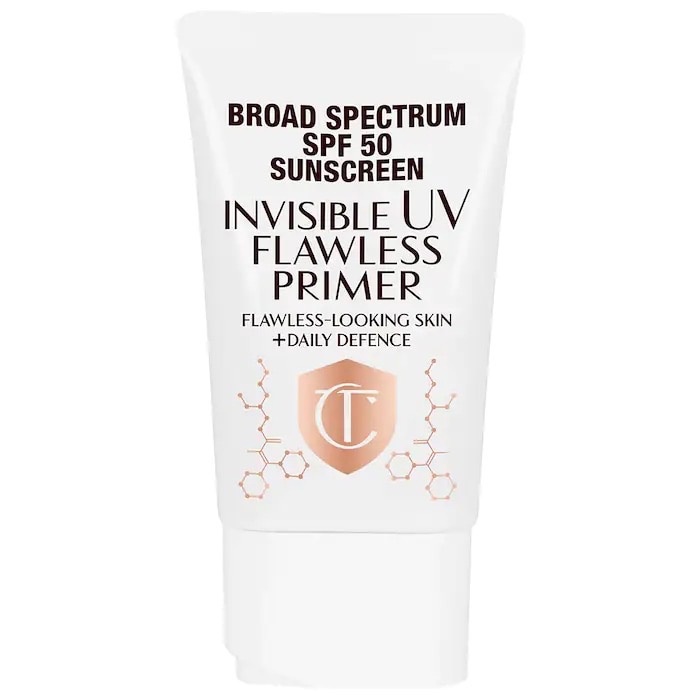 BROAD SPECTRUM
SPF 50
SUNSCREEN
INVISIBLE UV
FLAWLESS
PRIMER
FLAWLESS-LOOKING SKIN
+DAILY DEFENCE
CT